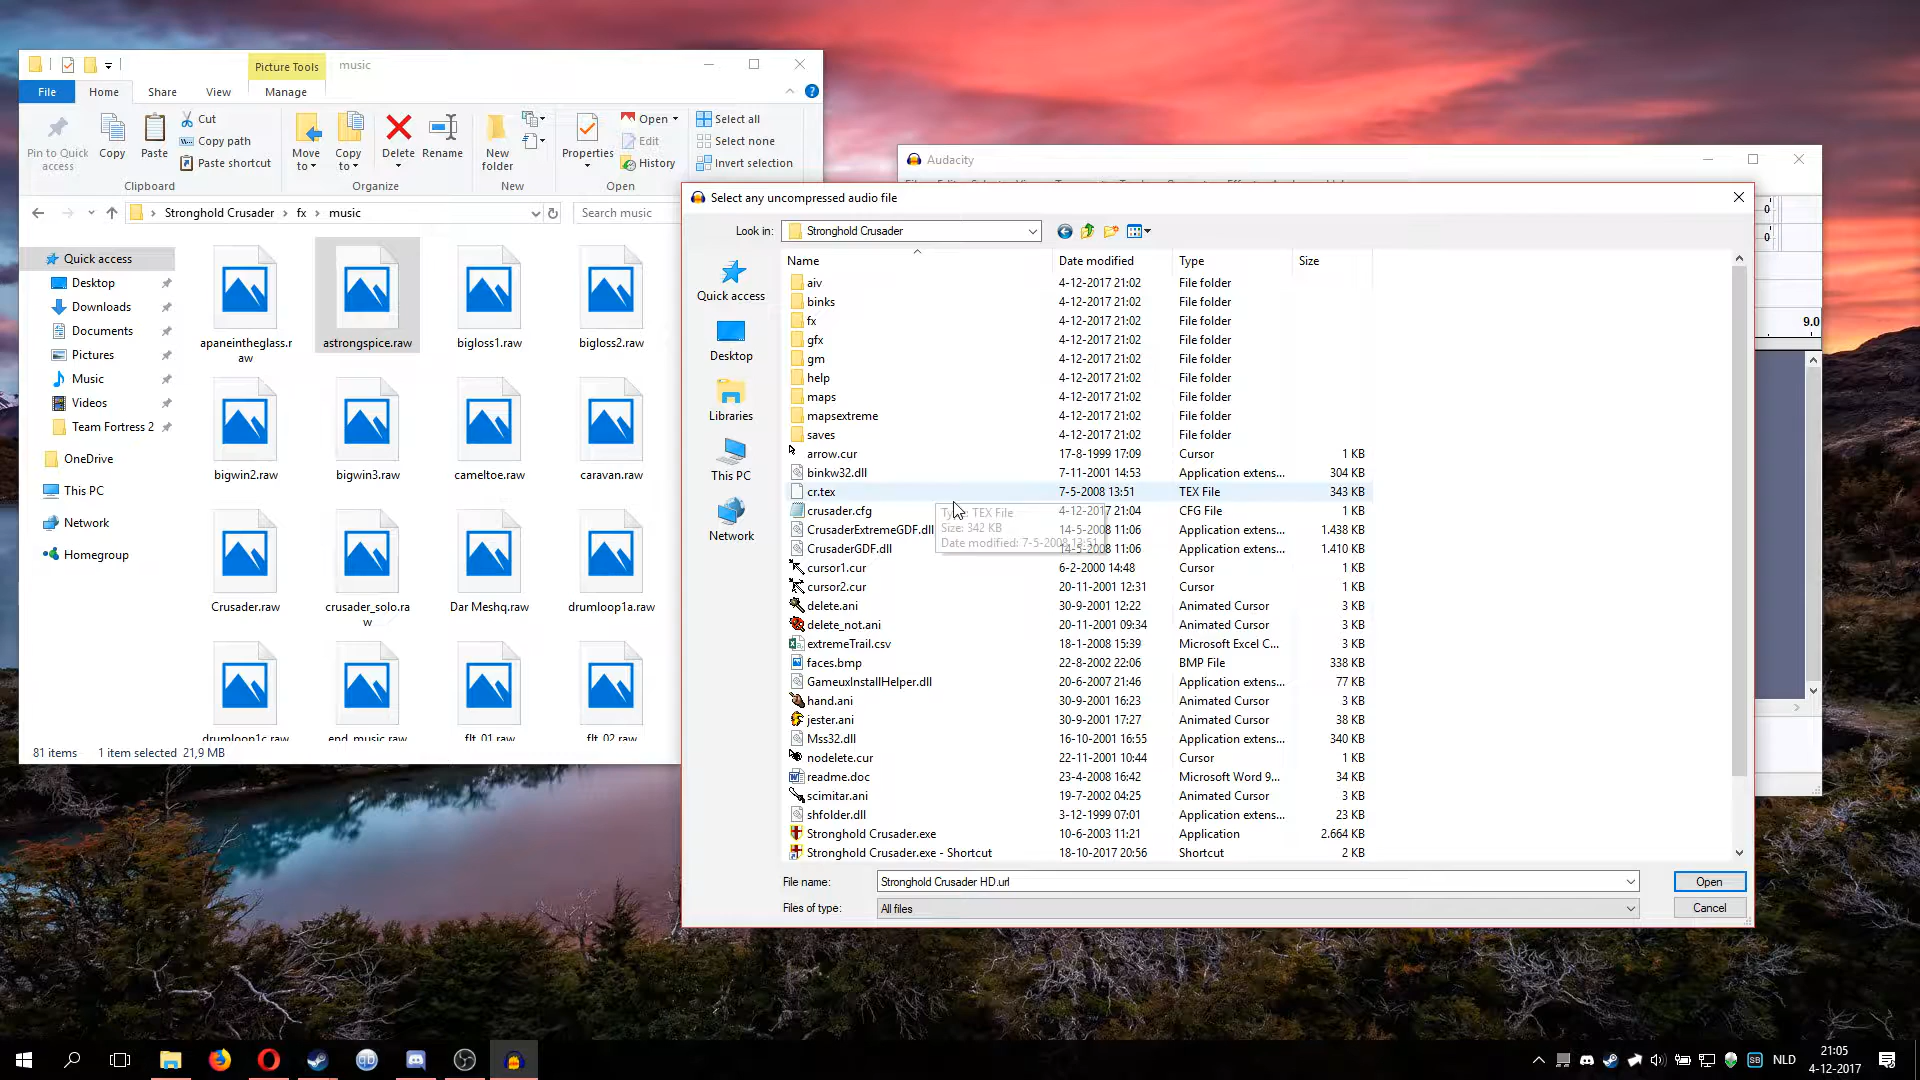 Picture Tools
music
File
Home
Share
View
Manage
Pin to Quick access
Copy
Paste
Cut
Copy path
Paste shortcut
Move to
Copy to
Delete
Rename
New folder
Properties
Open
Edit
History
Select all
Select none
Invert selection
Clipboard
Organize
New
Open
Stronghold Crusader
fx
music
Search music
Quick access
Desktop
Downloads
Documents
Pictures
Music
Videos
Team Fortress 2
OneDrive
This PC
Network
Homegroup
apaneintheglass.r
aw
astrongspice.raw
bigloss1.raw
bigloss2.raw
bigwin2.raw
bigwin3.raw
cameltoe.raw
caravan.raw
Crusader.raw
crusader_solo.ra
w
Dar Meshq.raw
drumloop1a.raw
drumloop1c.raw
end_music.raw
flt_01.raw
flt_02.raw
81 items
1 item selected 21,9 MB
Audacity
0
0
9.0
Select any uncompressed audio file
Look in:
Stronghold Crusader
Quick access
Desktop
Libraries
This PC
Network
Name Date modified Type Size
aiv 4-12-2017 21:02 File folder
binks 4-12-2017 21:02 File folder
fx 4-12-2017 21:02 File folder
gfx 4-12-2017 21:02 File folder
gm 4-12-2017 21:02 File folder
help 4-12-2017 21:02 File folder
maps 4-12-2017 21:02 File folder
mapsextreme 4-12-2017 21:02 File folder
saves 4-12-2017 21:02 File folder
arrow.cur 17-8-1999 17:09 Cursor 1 KB
binkw32.dll 7-11-2001 14:53 Application extens... 304 KB
cr.tex 7-5-2008 13:51 TEX File 343 KB
crusader.cfg 4-12-2017 21:04 CFG File 1 KB
CrusaderExtremeGDF.dll 14-5-2008 11:06 Application extens... 1.438 KB
CrusaderGDF.dll 14-5-2008 11:06 Application extens... 1.410 KB
cursor1.cur 6-2-2000 14:48 Cursor 1 KB
cursor2.cur 20-11-2001 12:31 Cursor 1 KB
delete.ani 30-9-2001 12:22 Animated Cursor 3 KB
delete_not.ani 20-11-2001 09:34 Animated Cursor 3 KB
extremeTrail.csv 18-1-2008 15:39 Microsoft Excel C... 3 KB
faces.bmp 22-8-2002 22:06 BMP File 338 KB
GameuxInstallHelper.dll 20-6-2007 21:46 Application extens... 77 KB
hand.ani 30-9-2001 16:23 Animated Cursor 3 KB
jester.ani 30-9-2001 17:27 Animated Cursor 38 KB
Mss32.dll 16-10-2001 16:55 Application extens... 340 KB
nodelete.cur 22-11-2001 10:44 Cursor 1 KB
readme.doc 23-4-2008 16:42 Microsoft Word 9... 34 KB
scimitar.ani 19-7-2002 04:25 Animated Cursor 3 KB
shfolder.dll 3-12-1999 07:01 Application extens... 23 KB
Stronghold Crusader.exe 10-6-2003 11:21 Application 2.664 KB
Stronghold Crusader.exe - Shortcut 18-10-2017 20:56 Shortcut 2 KB
Type: TEX File
Size: 342 KB
Date modified: 7-5-2008 13:51
File name:
Stronghold Crusader HD.url
Open
Files of type:
All files
Cancel
NLD
21:05
4-12-2017